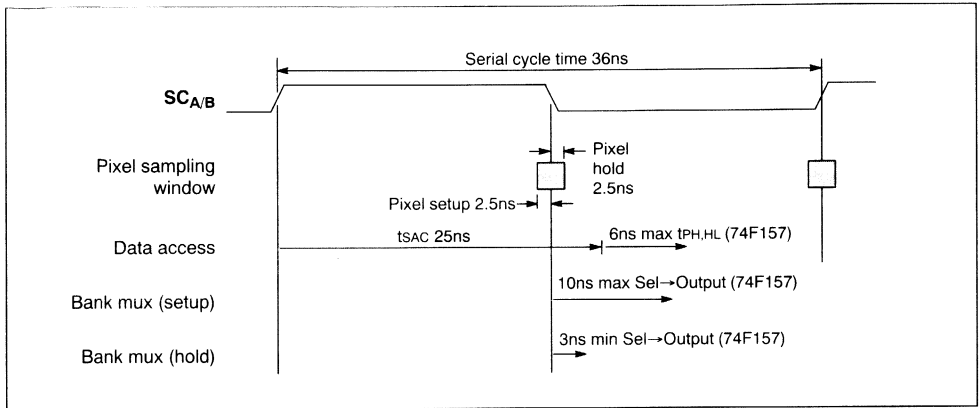 Serial cycle time 36ns
SCA/B
Pixel sampling
window
Pixel
hold
2.5ns
Pixel setup 2.5ns
Data access
tSAC 25ns
6ns max tPH,HL (74F157)
Bank mux (setup)
10ns max Sel→Output (74F157)
Bank mux (hold)
3ns min Sel→Output (74F157)